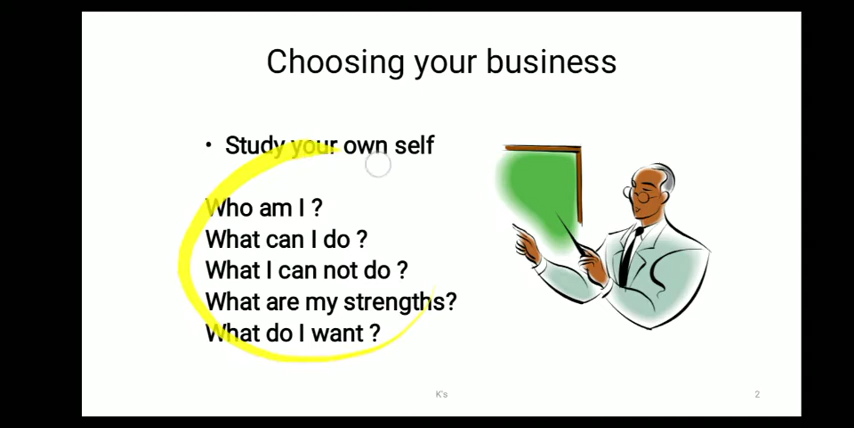 Choosing your business
• Study your own self
Who am I ?
What can I do ?
What I can not do ?
What are my strengths?
What do I want ?
K's
2